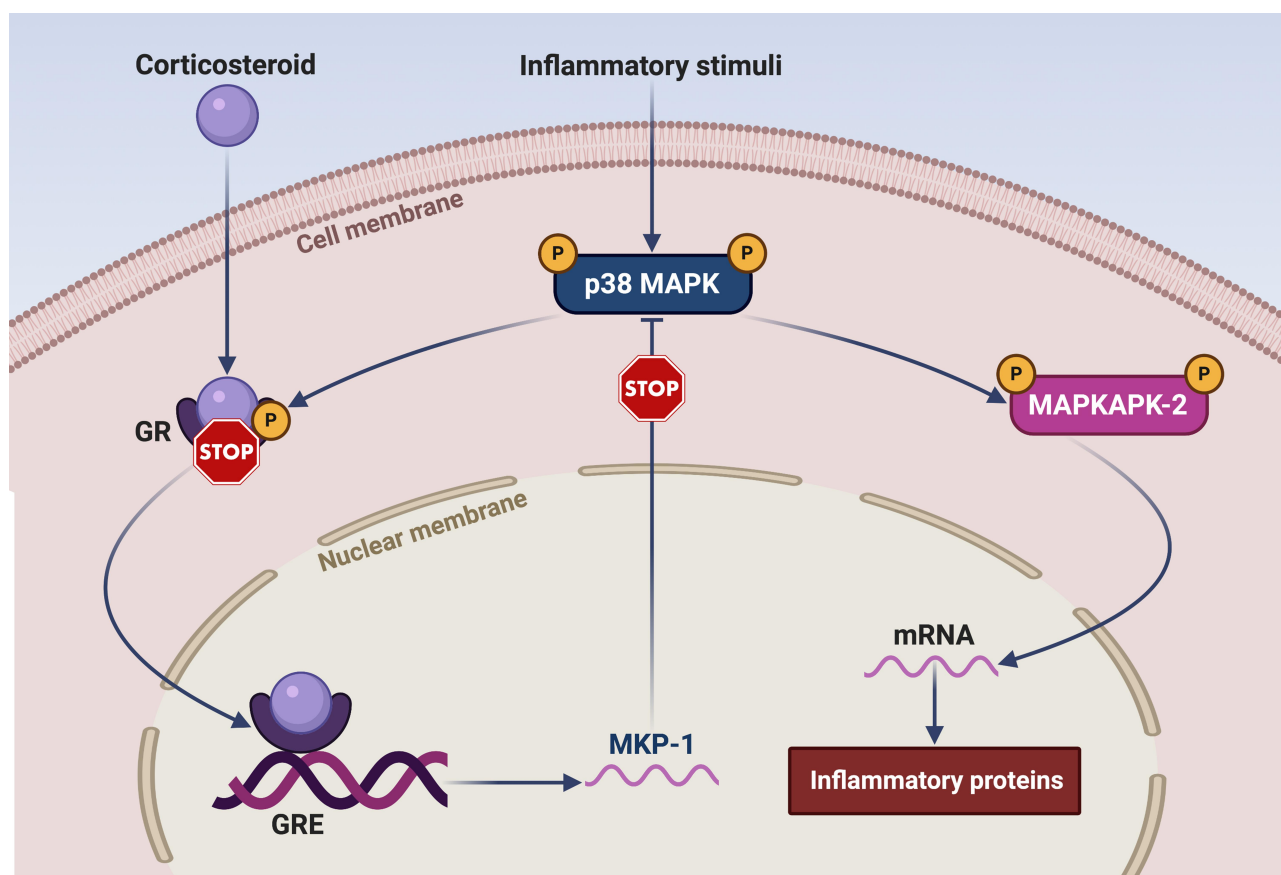 Corticosteroid
Inflammatory stimuli
Cell membrane
P
P
p38 MAPK
P
P
MAPKAPK-2
STOP
GR
P
STOP
Nuclear membrane
mRNA
MKP-1
Inflammatory proteins
GRE